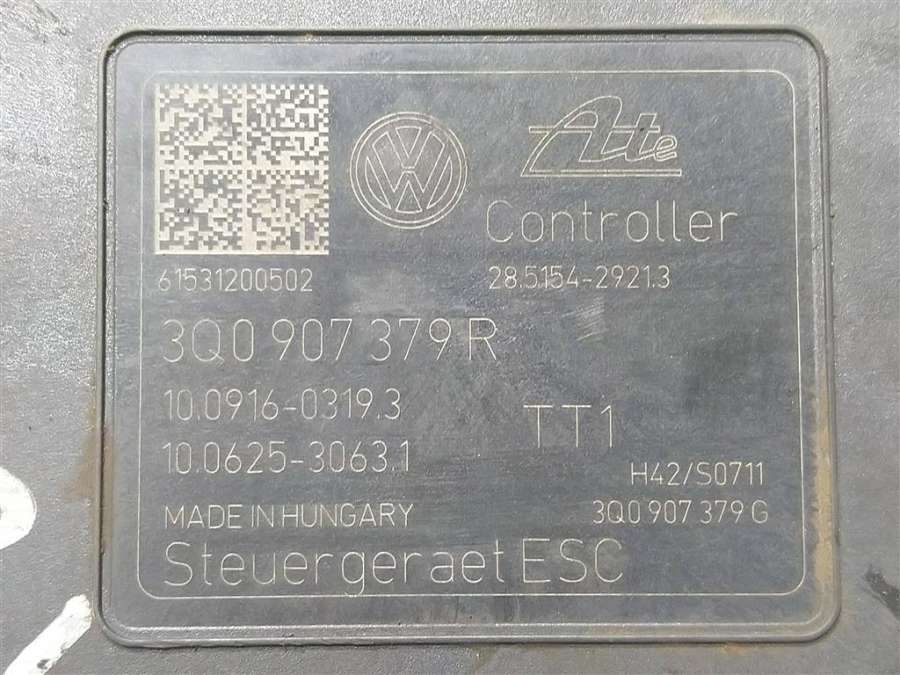 Ate
Controller
61531200502
28.5154-2921.3
3Q0 907 379 R
10.0916-0319.3
TT1
10.0625-3063.1
H42/S0711
MADE IN HUNGARY
3Q0 907 379 G
Steuergeraet ESC